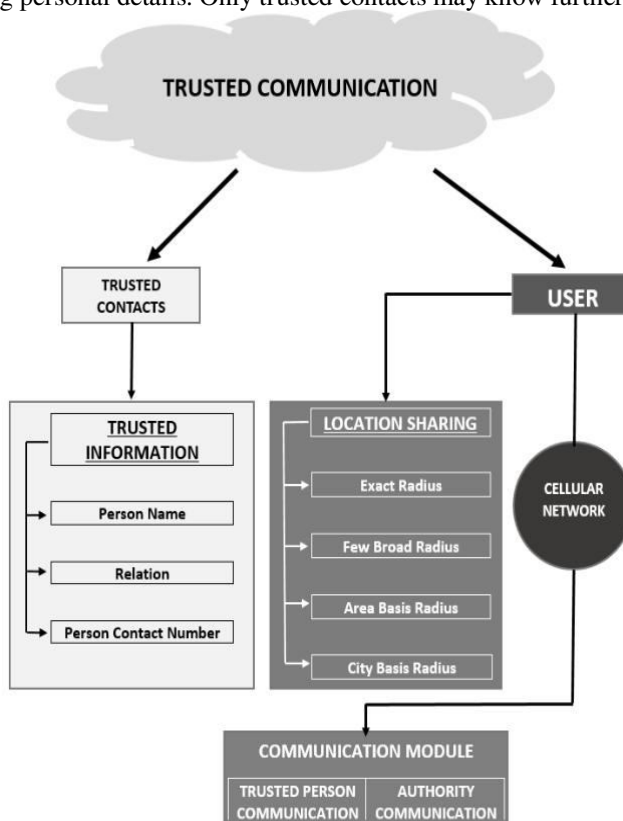 g personal details. Only trusted contacts may know further
TRUSTED COMMUNICATION
TRUSTED
CONTACTS
USER
TRUSTED
INFORMATION
Person Name
Relation
Person Contact Number
LOCATION SHARING
Exact Radius
Few Broad Radius
Area Basis Radius
City Basis Radius
CELLULAR
NETWORK
COMMUNICATION MODULE
TRUSTED PERSON
COMMUNICATION
AUTHORITY
COMMUNICATION